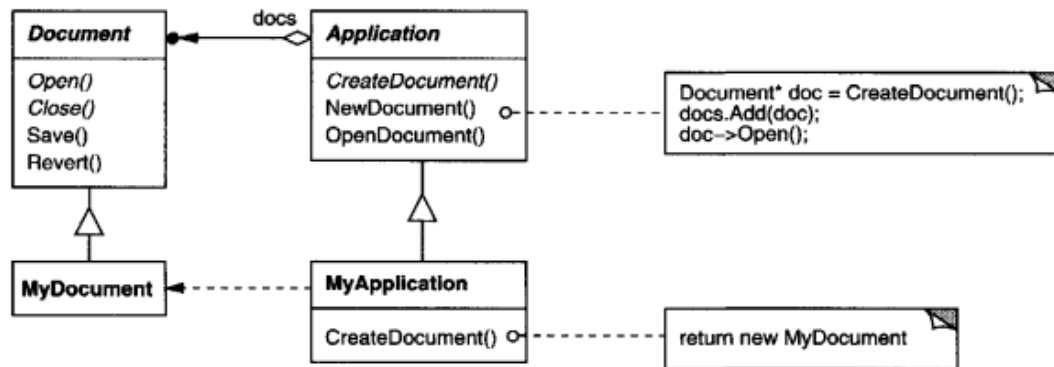 docs
Document
Open()
Close()
Save()
Revert()
Application
CreateDocument()
NewDocument()
OpenDocument()
Document* doc = CreateDocument();
docs.Add(doc);
doc->Open();
MyDocument
MyApplication
CreateDocument()
return new MyDocument